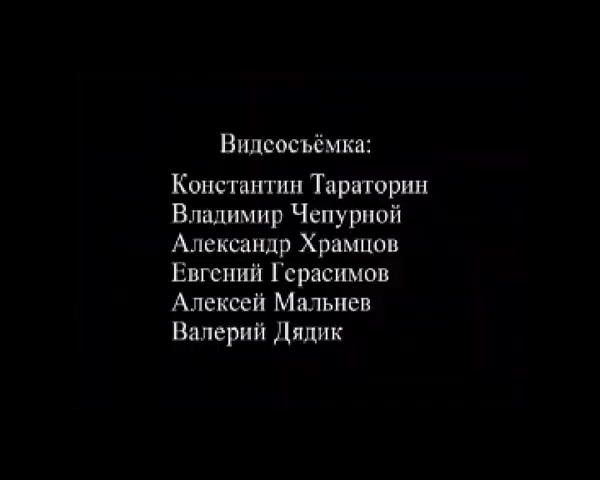 Видеосъёмка:
Константин Тараторин
Владимир Чепурной
Александр Храмцов
Евгений Герасимов
Алексей Мальнев
Валерий Дядик